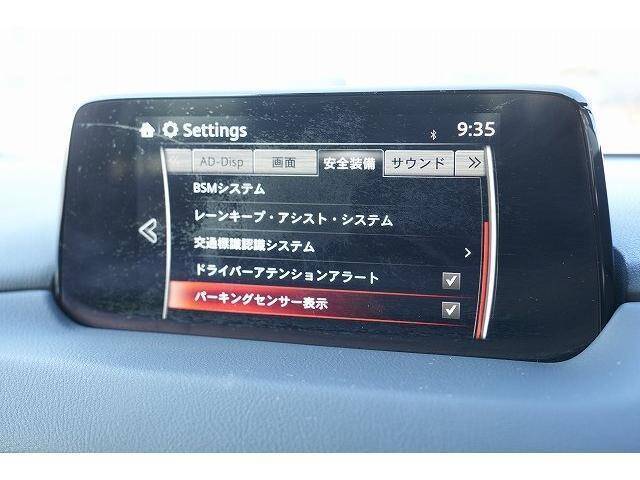 Settings 9:35
AD-Disp 画面 安全装備 サウンド
BSMシステム
レーンキープ・アシスト・システム
交通標識認識システム
ドライバーアテンションアラート
パーキングセンサー表示